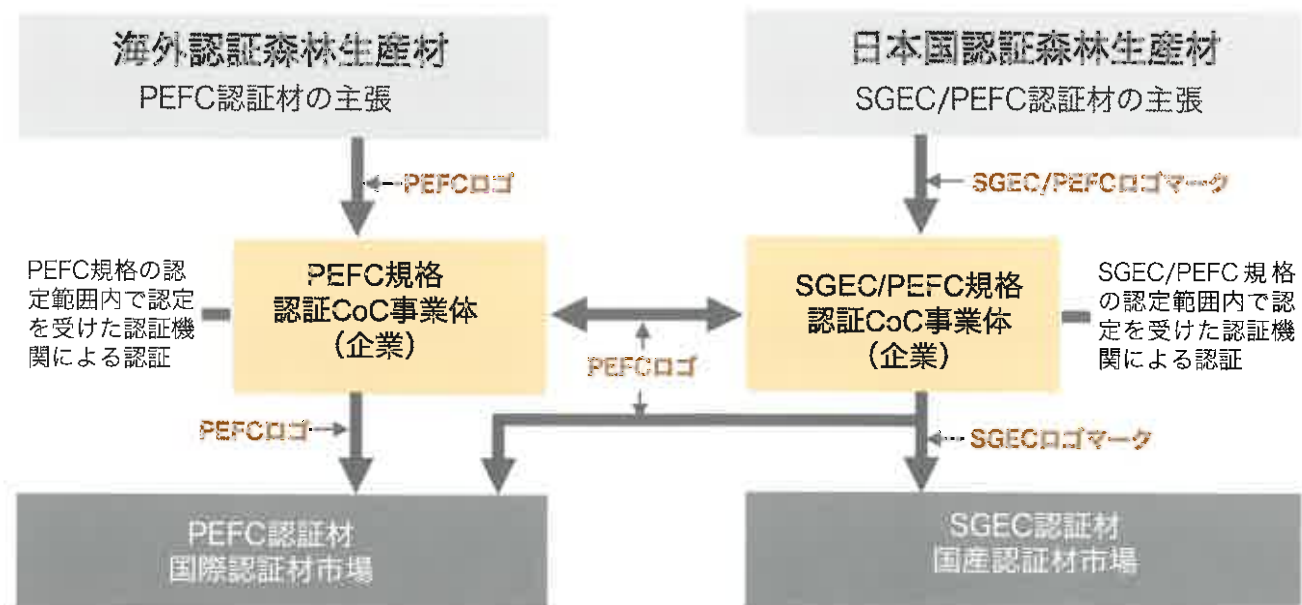 海外認証森林生産材
PEFC認証材の主張
日本国認証森林生産材
SGEC/PEFC認証材の主張
PEFCロゴ
SGEC/PEFCロゴマーク
PEFC規格の認
定範囲内で認定
を受けた認証機
関による認証
PEFC規格
認証CoC事業体
（企業）
SGEC/PEFC規格
認証CoC事業体
（企業）
SGEC/PEFC規格
の認定範囲内で認
定を受けた認証機
関による認証
PEFCロゴ
PEFCロゴ
SGECロゴマーク
PEFC認証材
国際認証材市場
SGEC認証材
国産認証材市場